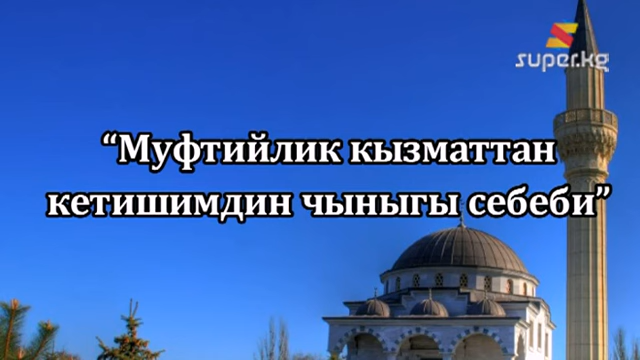 super.kg
“Муфтийлик кызматтан
кетишимдин чыныгы себеби”